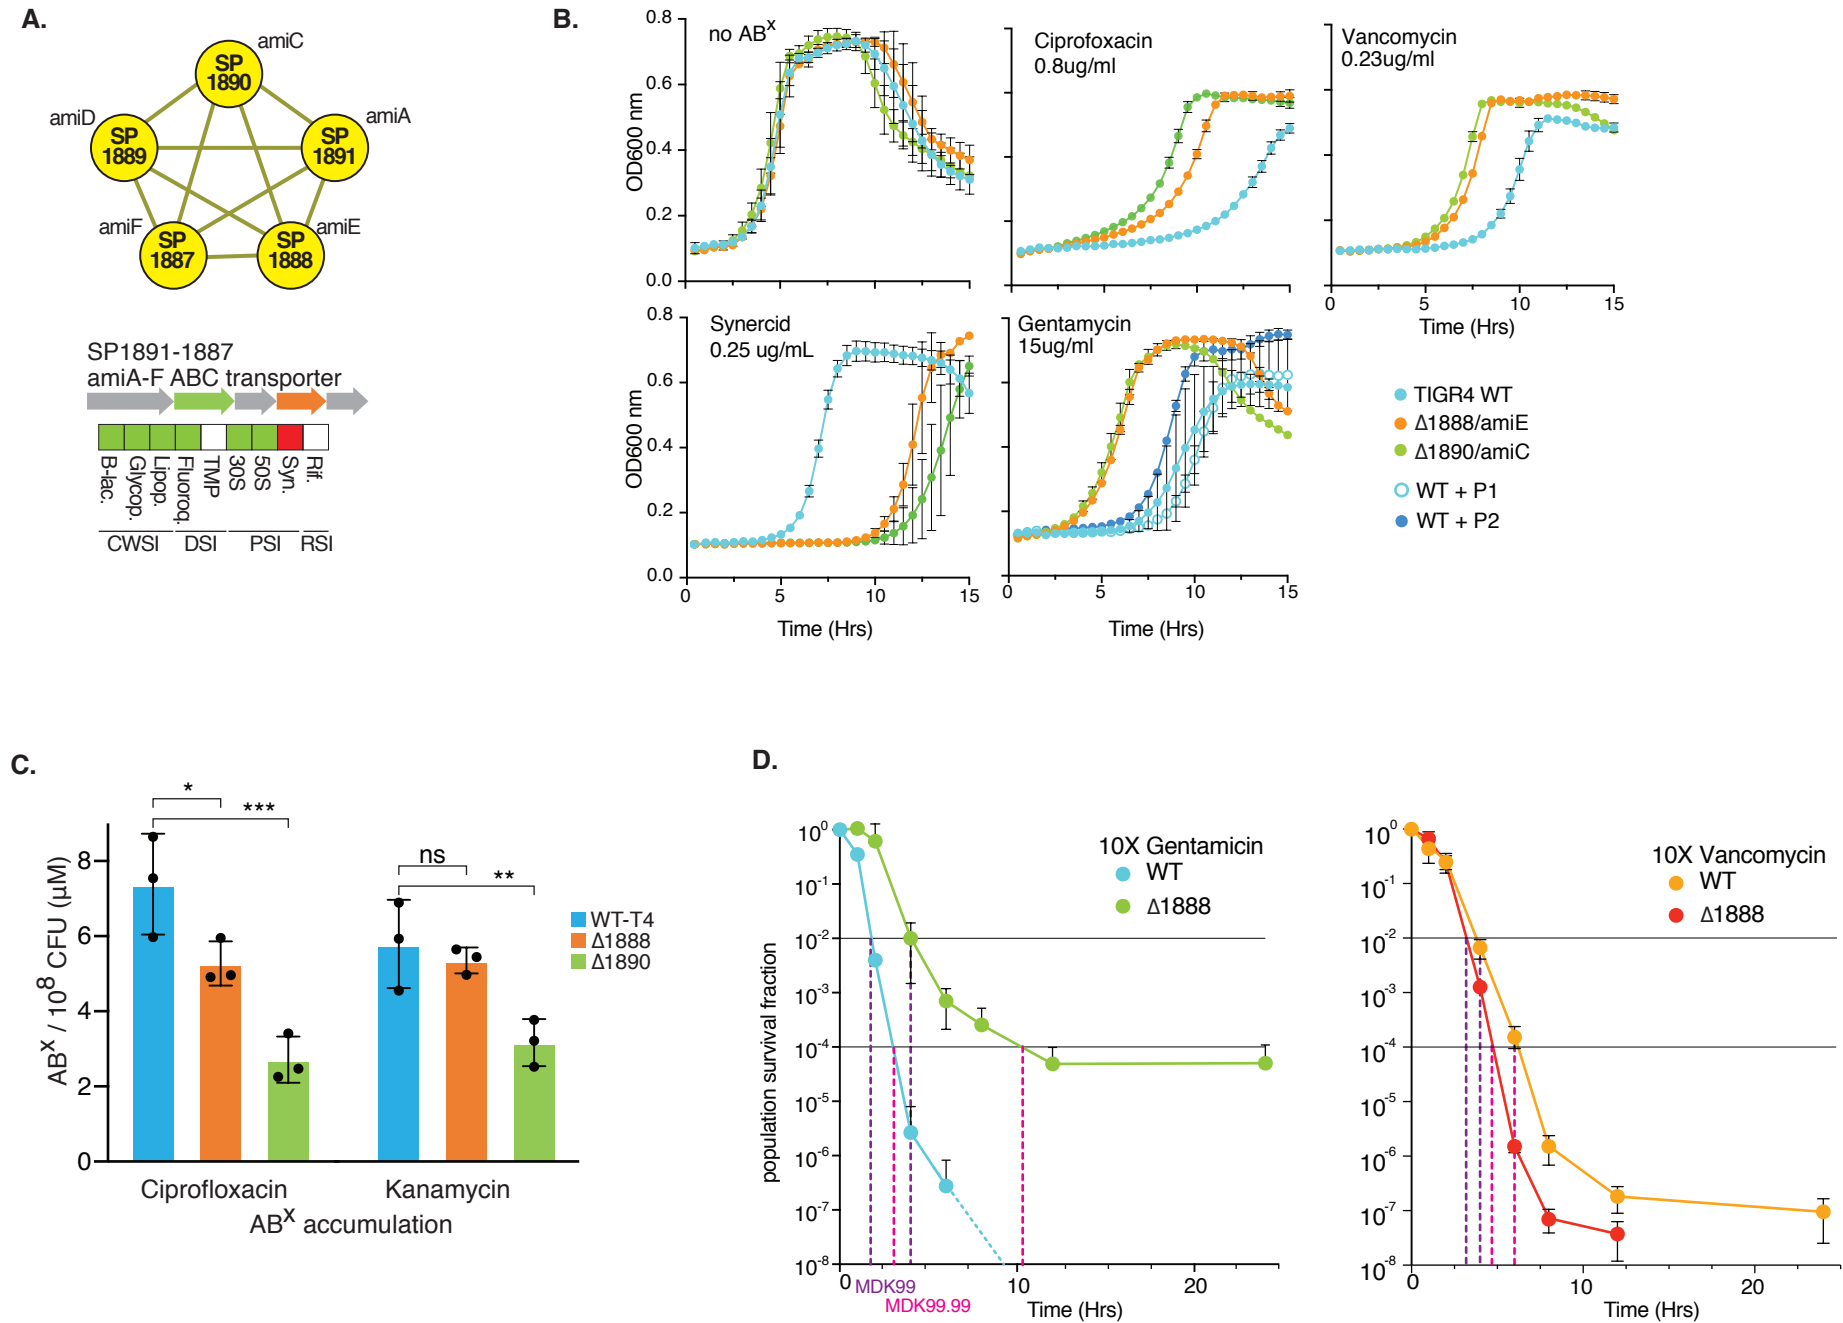 A.
amiC
SP
1890
amiD
SP
1889
amiA
SP
1891
amiF
SP
1887
amiE
SP
1888
SP1891-1887
amiA-F ABC transporter
B-lac.
Glycop.
Lipop.
Fluoroq.
TMP
30S
50S
Syn.
Rif.
CWSI
DSI
PSI
RSI
B.
no ABX
0.8
0.6
0.4
0.2
0.0
OD600 nm
Ciprofoxacin
0.8ug/ml
Vancomycin
0.23ug/ml
5
10
15
Time (Hrs)
Synercid
0.25 ug/mL
0.8
0.6
0.4
0.2
0.0
OD600 nm
0
5
10
15
Time (Hrs)
Gentamycin
15ug/ml
0
5
10
15
Time (Hrs)
TIGR4 WT
Δ1888/amiE
Δ1890/amiC
WT + P1
WT + P2
C.
*
***
ns
**
8
6
4
2
0
ABX / 10^8 CFU (µM)
WT-T4
Δ1888
Δ1890
Ciprofloxacin
Kanamycin
ABX accumulation
D.
10^0
10^-1
10^-2
10^-3
10^-4
10^-5
10^-6
10^-7
10^-8
population survival fraction
10X Gentamicin
WT
Δ1888
0
10
20
MDK99
MDK99.99
Time (Hrs)
10^0
10^-1
10^-2
10^-3
10^-4
10^-5
10^-6
10^-7
10^-8
10X Vancomycin
WT
Δ1888
0
10
20
Time (Hrs)